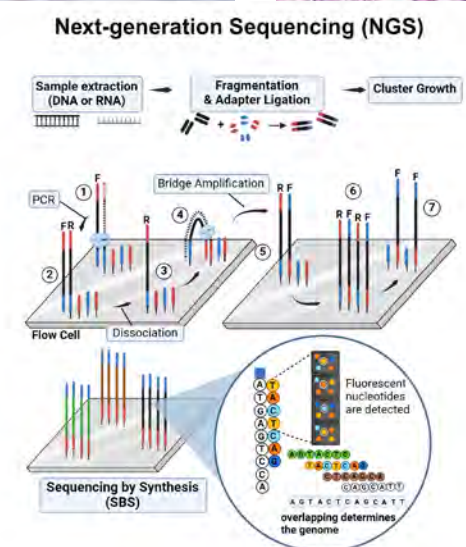 Next-generation Sequencing (NGS)
Sample extraction
(DNA or RNA)
Fragmentation
& Adapter Ligation
Cluster Growth
+
PCR
1
F
F R
2
R
3
4
Dissociation
Flow Cell
Bridge Amplification
R F
5
6
R F R F
F
F
7
Sequencing by Synthesis
(SBS)
A T
T A
G C
A T
G C
T A
C G
C
A
Fluorescent
nucleotides
are detected
A G T A C T C
T A C T C A G
C T C A G C A
C A G C A T T
A G T A C T C A G C A T T
overlapping determines
the genome